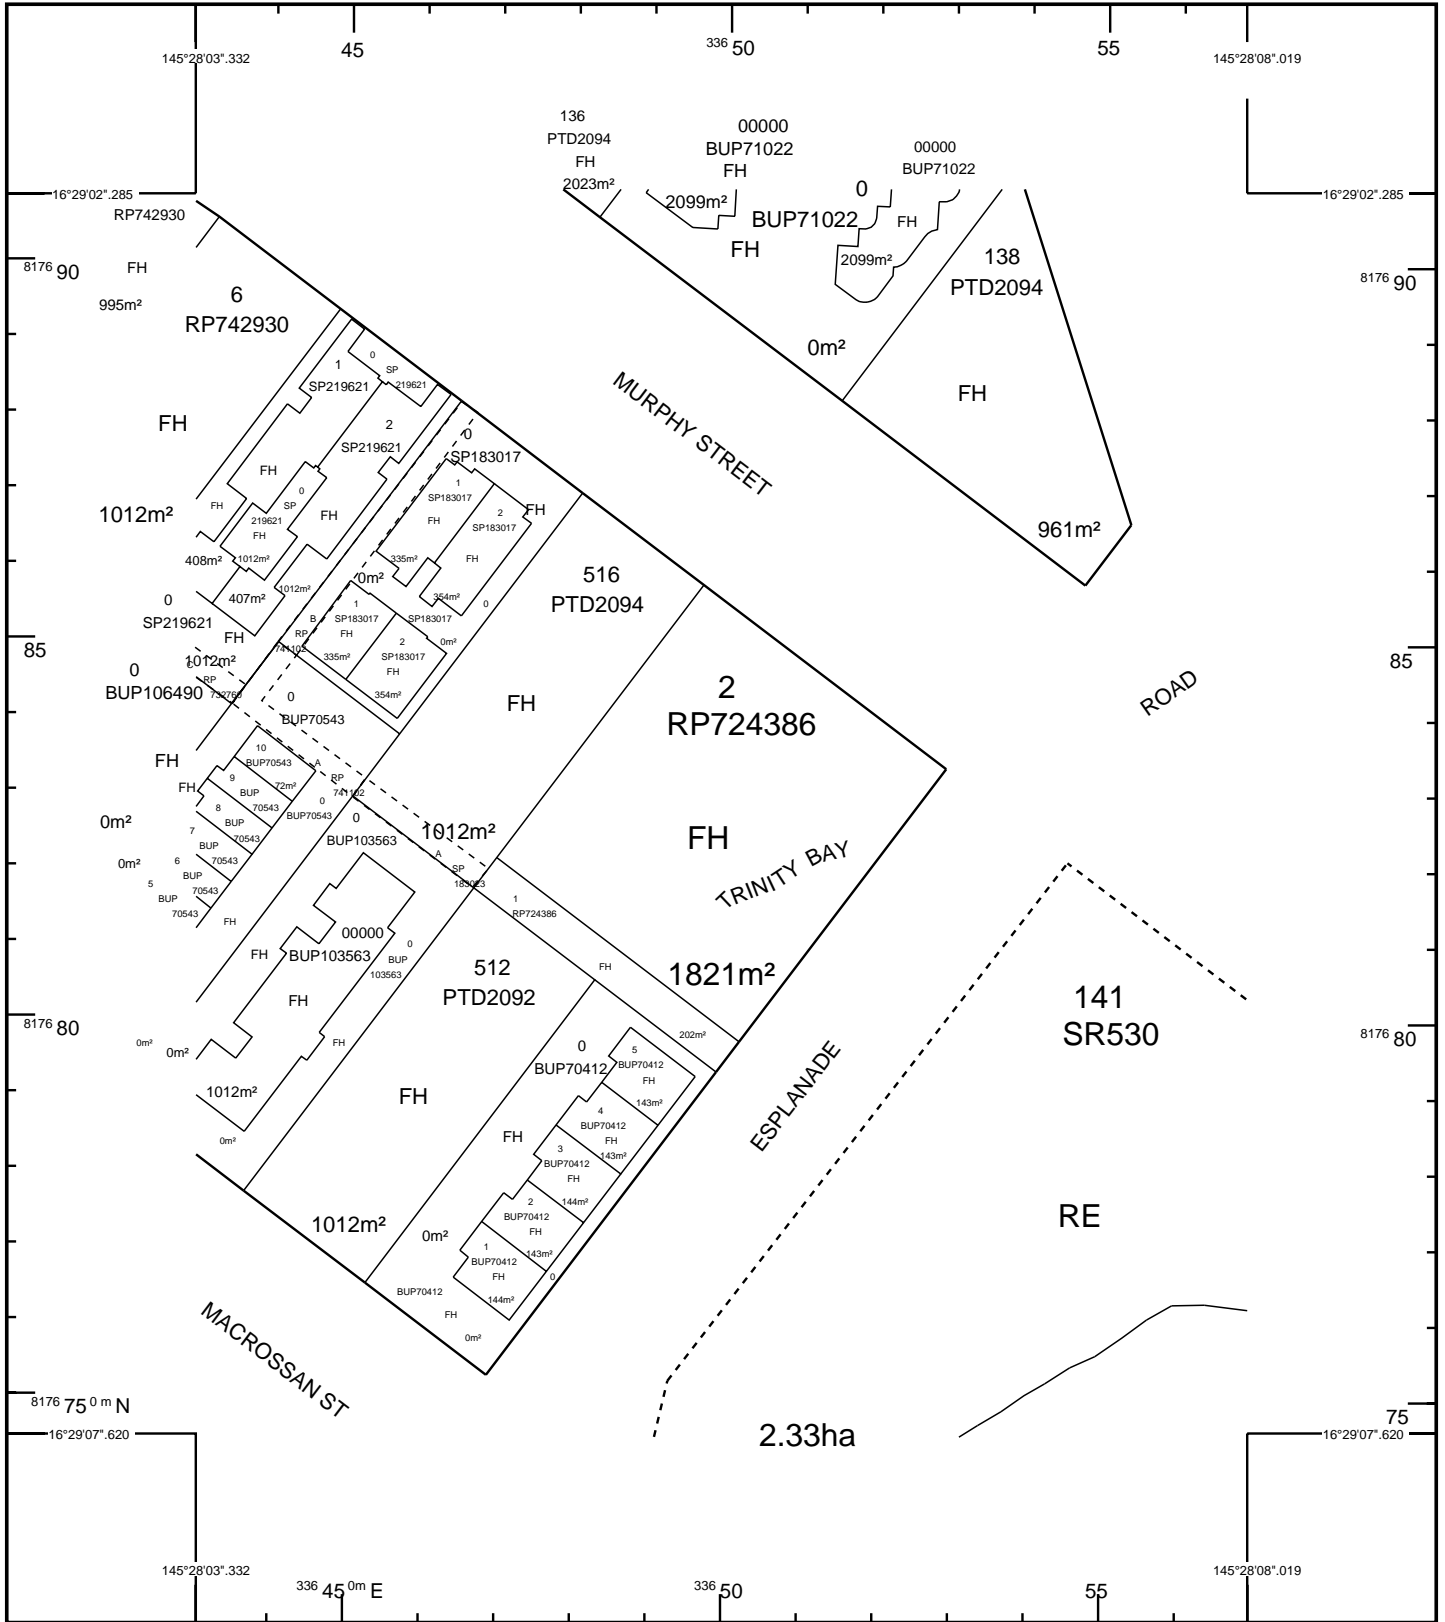 45
336 50
55
145°28'03".332
145°28'08".019
136
PTD2094
FH
2023m²
00000
BUP71022
FH
2099m²
00000
BUP71022
FH
2099m²
0
BUP71022
FH
0m²
16°29'02".285
16°29'02".285
RP742930
FH
995m²
8176 90
8176 90
138
PTD2094
FH
961m²
6
RP742930
FH
1012m²
MURPHY STREET
0
SP
219621
1
SP219621
FH
408m²
2
SP219621
FH
407m²
0
SP
219621
FH
1012m²
FH
1012m²
0
SP219621
FH
1012m²
0
SP183017
FH
0m²
1
SP183017
FH
335m²
2
SP183017
FH
354m²
1
SP183017
FH
335m²
2
SP183017
FH
354m²
0
SP183017
0m²
B
RP
741102
C
RP
732760
516
PTD2094
FH
1012m²
2
RP724386
FH
1821m²
85
85
ROAD
0
BUP106490
FH
0m²
0
BUP70543
10
BUP70543
72m²
A
RP
741102
9
BUP
70543
8
BUP
70543
7
BUP
70543
6
BUP
70543
5
BUP
70543
FH
0m²
0
BUP70543
FH
0m²
0
BUP103563
FH
0m²
00000
BUP103563
FH
1012m²
0
BUP
103563
FH
0m²
A
SP
183023
1
RP724386
FH
202m²
TRINITY BAY
512
PTD2092
FH
1012m²
141
SR530
RE
2.33ha
8176 80
8176 80
ESPLANADE
0
BUP70412
FH
0m²
5
BUP70412
FH
143m²
4
BUP70412
FH
143m²
3
BUP70412
FH
144m²
2
BUP70412
FH
143m²
1
BUP70412
FH
144m²
0
BUP70412
FH
0m²
MACROSSAN ST
8176 75 0 m N
75
16°29'07".620
16°29'07".620
145°28'03".332
145°28'08".019
336 45 0m E
336 50
55